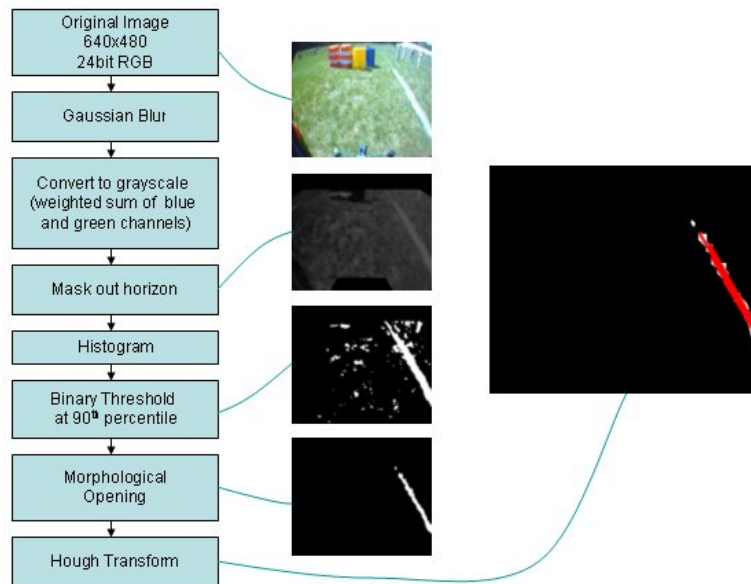 Original Image
640x480
24bit RGB
Gaussian Blur
Convert to grayscale
(weighted sum of blue
and green channels)
Mask out horizon
Histogram
Binary Threshold
at 90th percentile
Morphological
Opening
Hough Transform